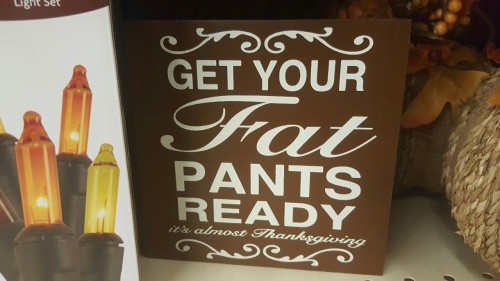 Light Set
GET YOUR
Fat
PANTS
READY
it's almost Thanksgiving